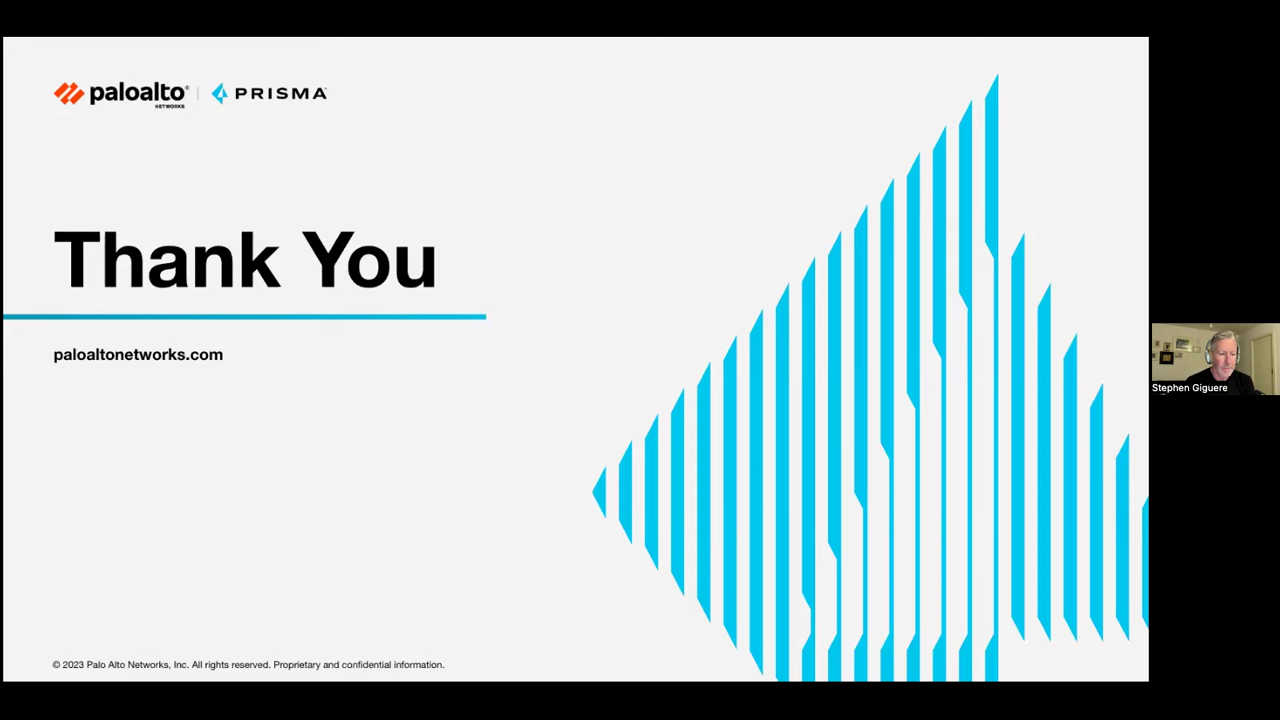 paloalto® | PRISMA™
NETWORKS
Thank You
paloaltonetworks.com
Stephen Giguere
© 2023 Palo Alto Networks, Inc. All rights reserved. Proprietary and confidential information.